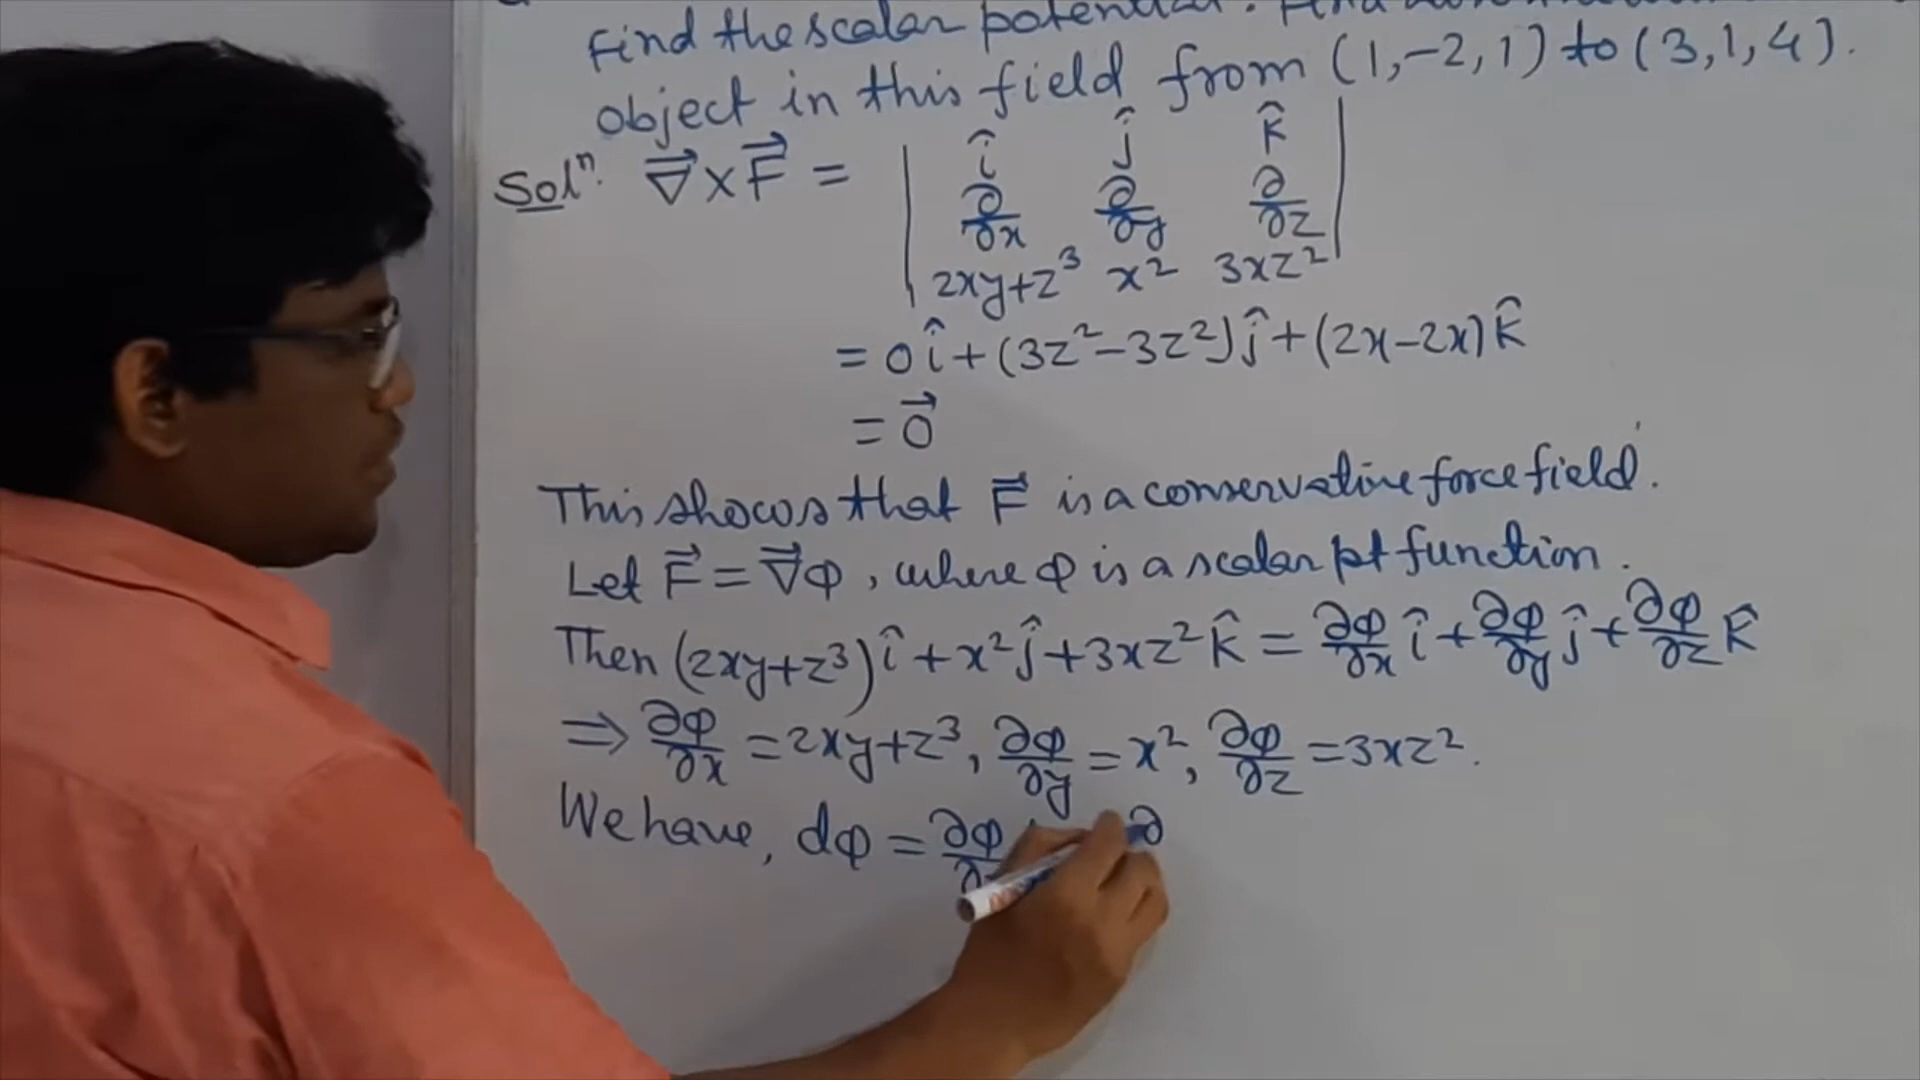 Find the scalar potential. Find
object in this field from (1,-2,1) to (3,1,4).
Solⁿ. ∇⃗×F⃗ = | î ĵ k̂ |
| ∂/∂x ∂/∂y ∂/∂z |
| 2xy+z³ x² 3xz² |
= 0î+(3z²-3z²)ĵ+(2x-2x)k̂
= 0⃗
This shows that F⃗ is a conservative force field.
Let F⃗ = ∇⃗φ, where φ is a scalar pt function.
Then (2xy+z³)î+x²ĵ+3xz²k̂ = ∂φ/∂x î+∂φ/∂y ĵ+∂φ/∂z k̂
⇒ ∂φ/∂x = 2xy+z³, ∂φ/∂y = x², ∂φ/∂z = 3xz².
We have, dφ = ∂φ/∂ ∂